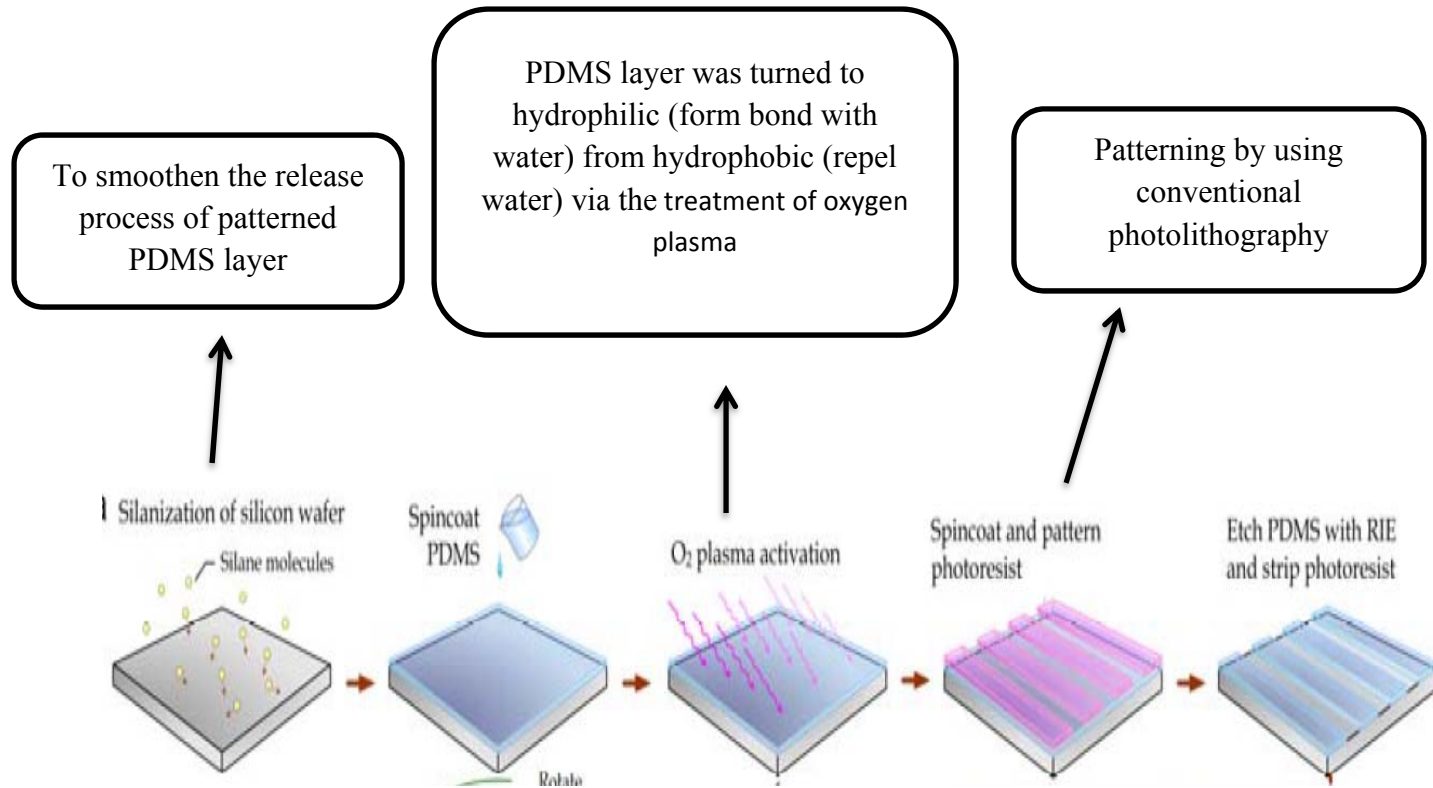 To smoothen the release
process of patterned
PDMS layer
PDMS layer was turned to
hydrophilic (form bond with
water) from hydrophobic (repel
water) via the treatment of oxygen
plasma
Patterning by using
conventional
photolithography
Silanization of silicon wafer
Silane molecules
Spincoat
PDMS
O₂ plasma activation
Spincoat and pattern
photoresist
Etch PDMS with RIE
and strip photoresist
Rotate